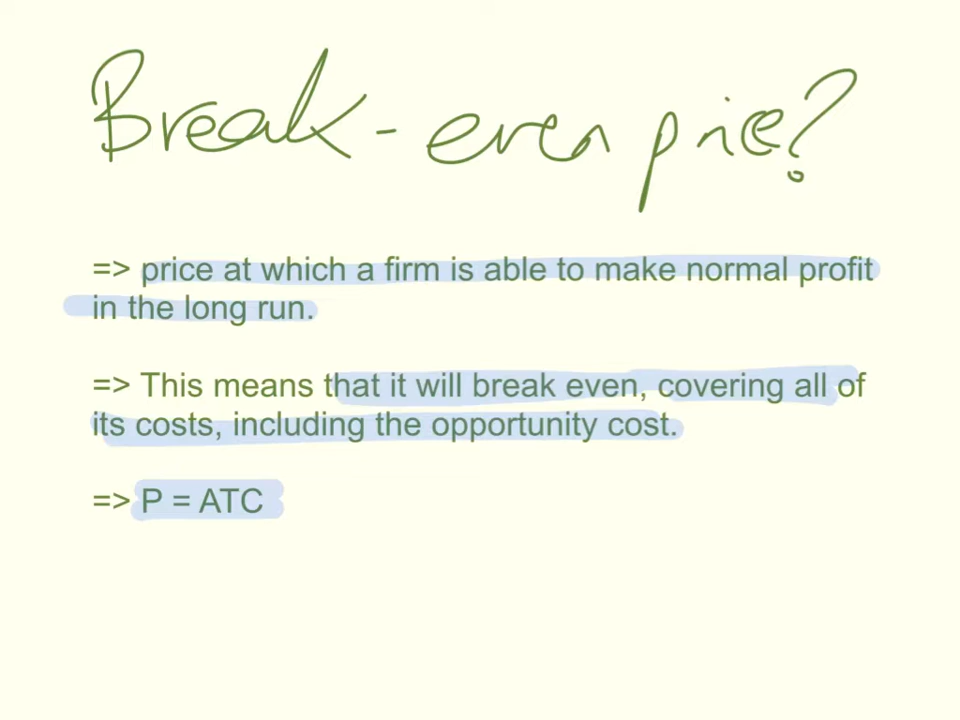 Break-even price?
=> price at which a firm is able to make normal profit
in the long run.
=> This means that it will break even, covering all of
its costs, including the opportunity cost.
=> P = ATC